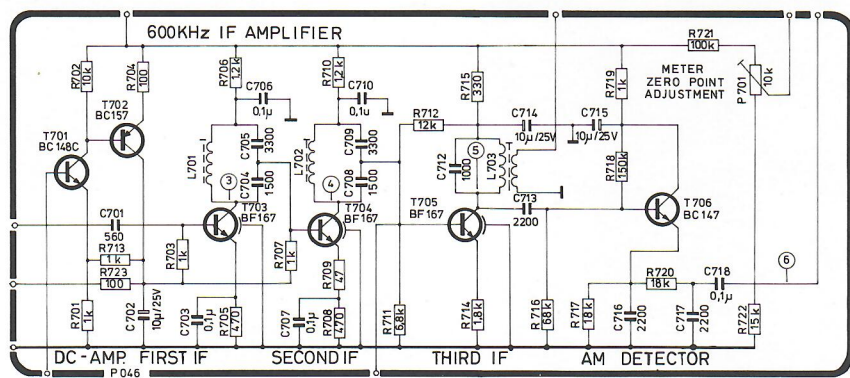 600KHz IF AMPLIFIER
R721
100k
R702
10k
R704
100
R706
1,2k
R710
1,2k
R715
330
R719
1k
METER
ZERO POINT
ADJUSTMENT
P701
10k
C706
0,1µ
C710
0,1µ
T702
BC157
R712
12k
C714
10µ/25V
C715
10µ/25V
T701
BC148C
L701
C705
3300
L702
C709
3300
C704
1500
C708
1500
3
4
5
C712
1000
L703
R718
150k
C713
2200
T703
BF167
T704
BF167
T705
BF167
T706
BC147
C701
560
R713
1k
R723
100
R703
1k
R707
1k
R709
47
6
R720
18k
C718
0,1µ
R701
1k
C702
10µ/25V
C703
0,1µ
R705
470
C707
0,1µ
R708
470
R711
6,8k
R714
1,8k
R716
68k
R717
18k
C716
2200
C717
2200
R722
15k
DC-AMP. FIRST IF SECOND IF THIRD IF AM DETECTOR
P046